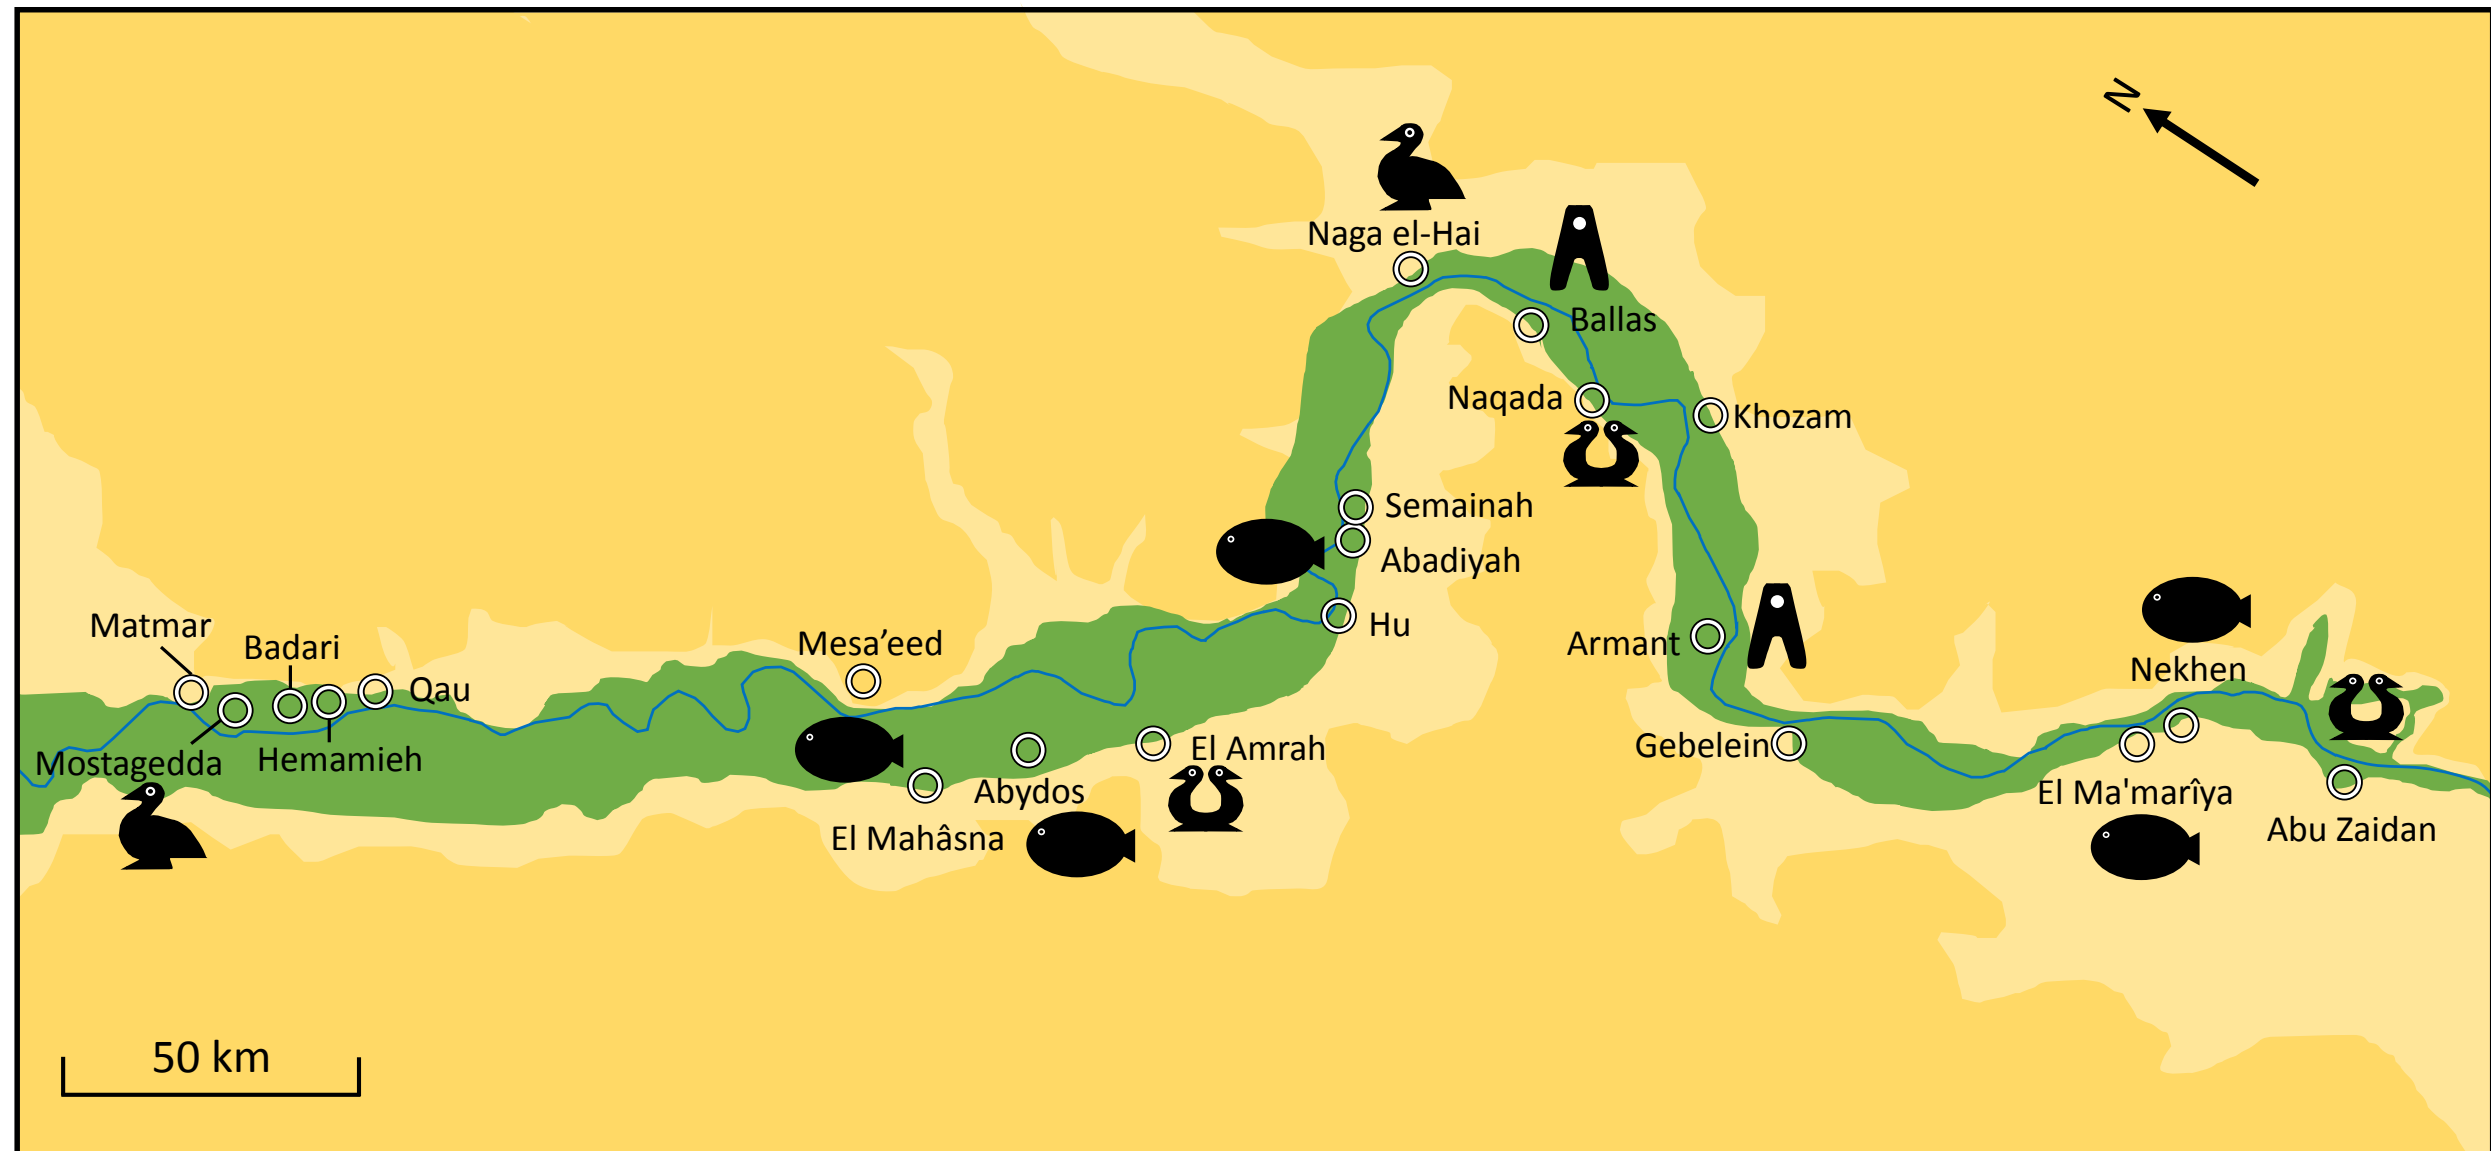 N
Naga el-Hai
Ballas
Naqada
Khozam
Semainah
Abadiyah
Hu
Armant
Matmar
Badari
Mesa’eed
Qau
Nekhen
Mostagedda
Hemamieh
El Amrah
Gebelein
Abydos
El Ma'marîya
El Mahâsna
Abu Zaidan
50 km